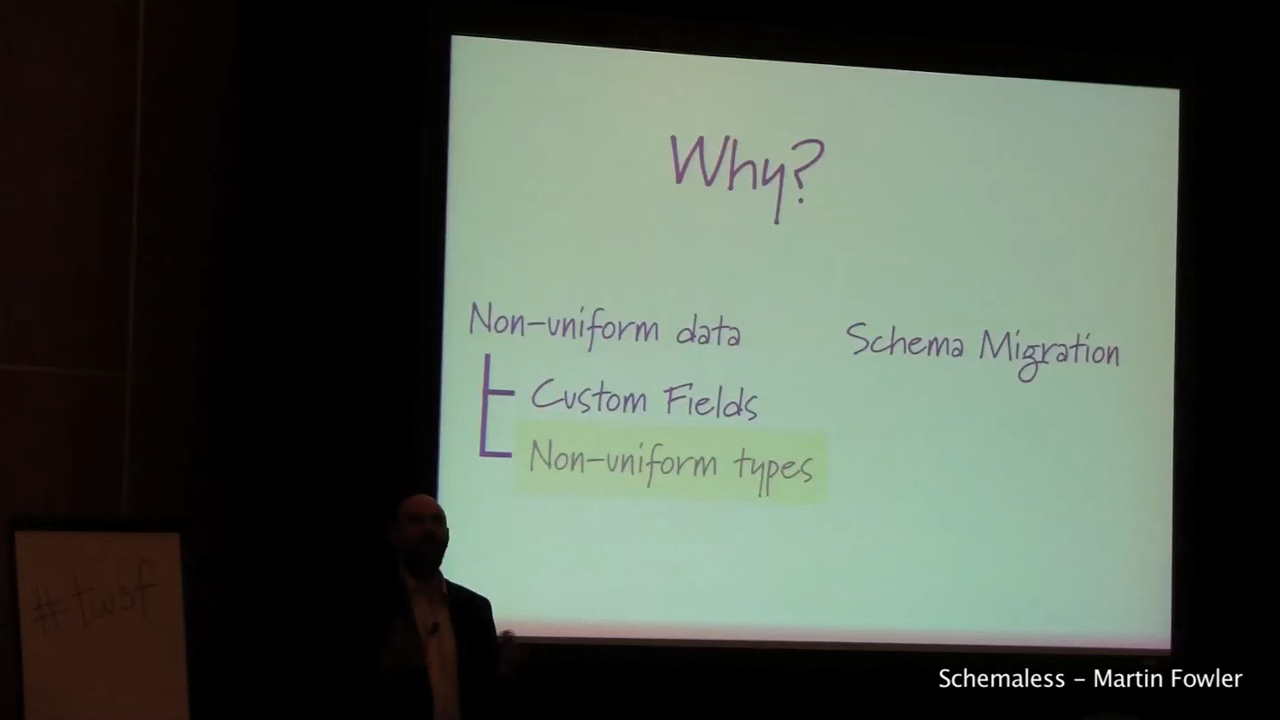 Why?
Non-uniform data
Schema Migration
Custom Fields
Non-uniform types
#twsf
Schemaless - Martin Fowler